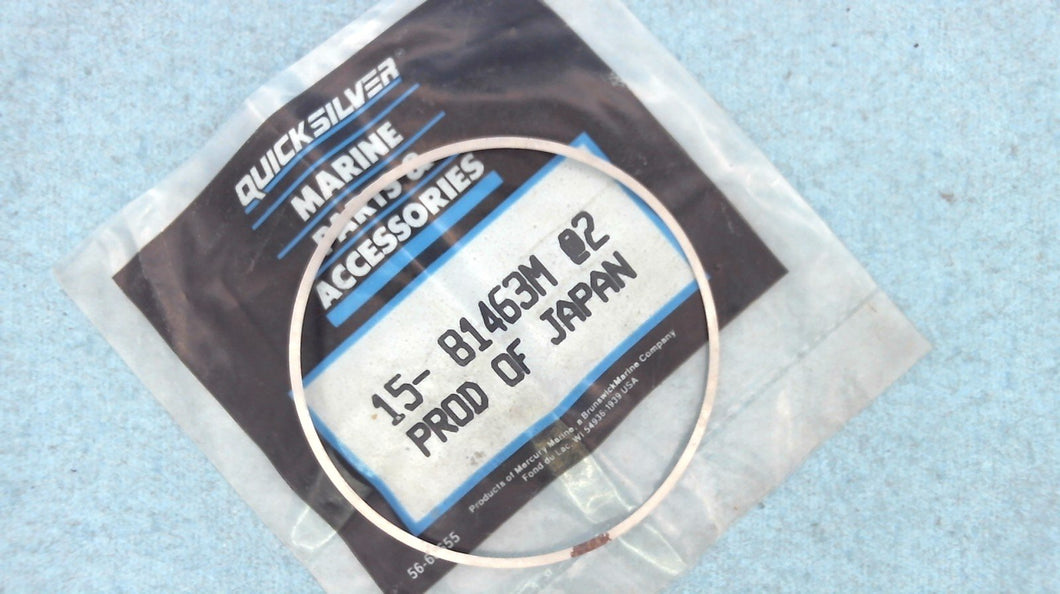 QUICKSILVER
MARINE
PARTS &
ACCESSORIES
15- 81463M 02
PROD OF JAPAN
Products of Mercury Marine, a Brunswick Marine Company
Fond du Lac, WI 54936-1939 USA